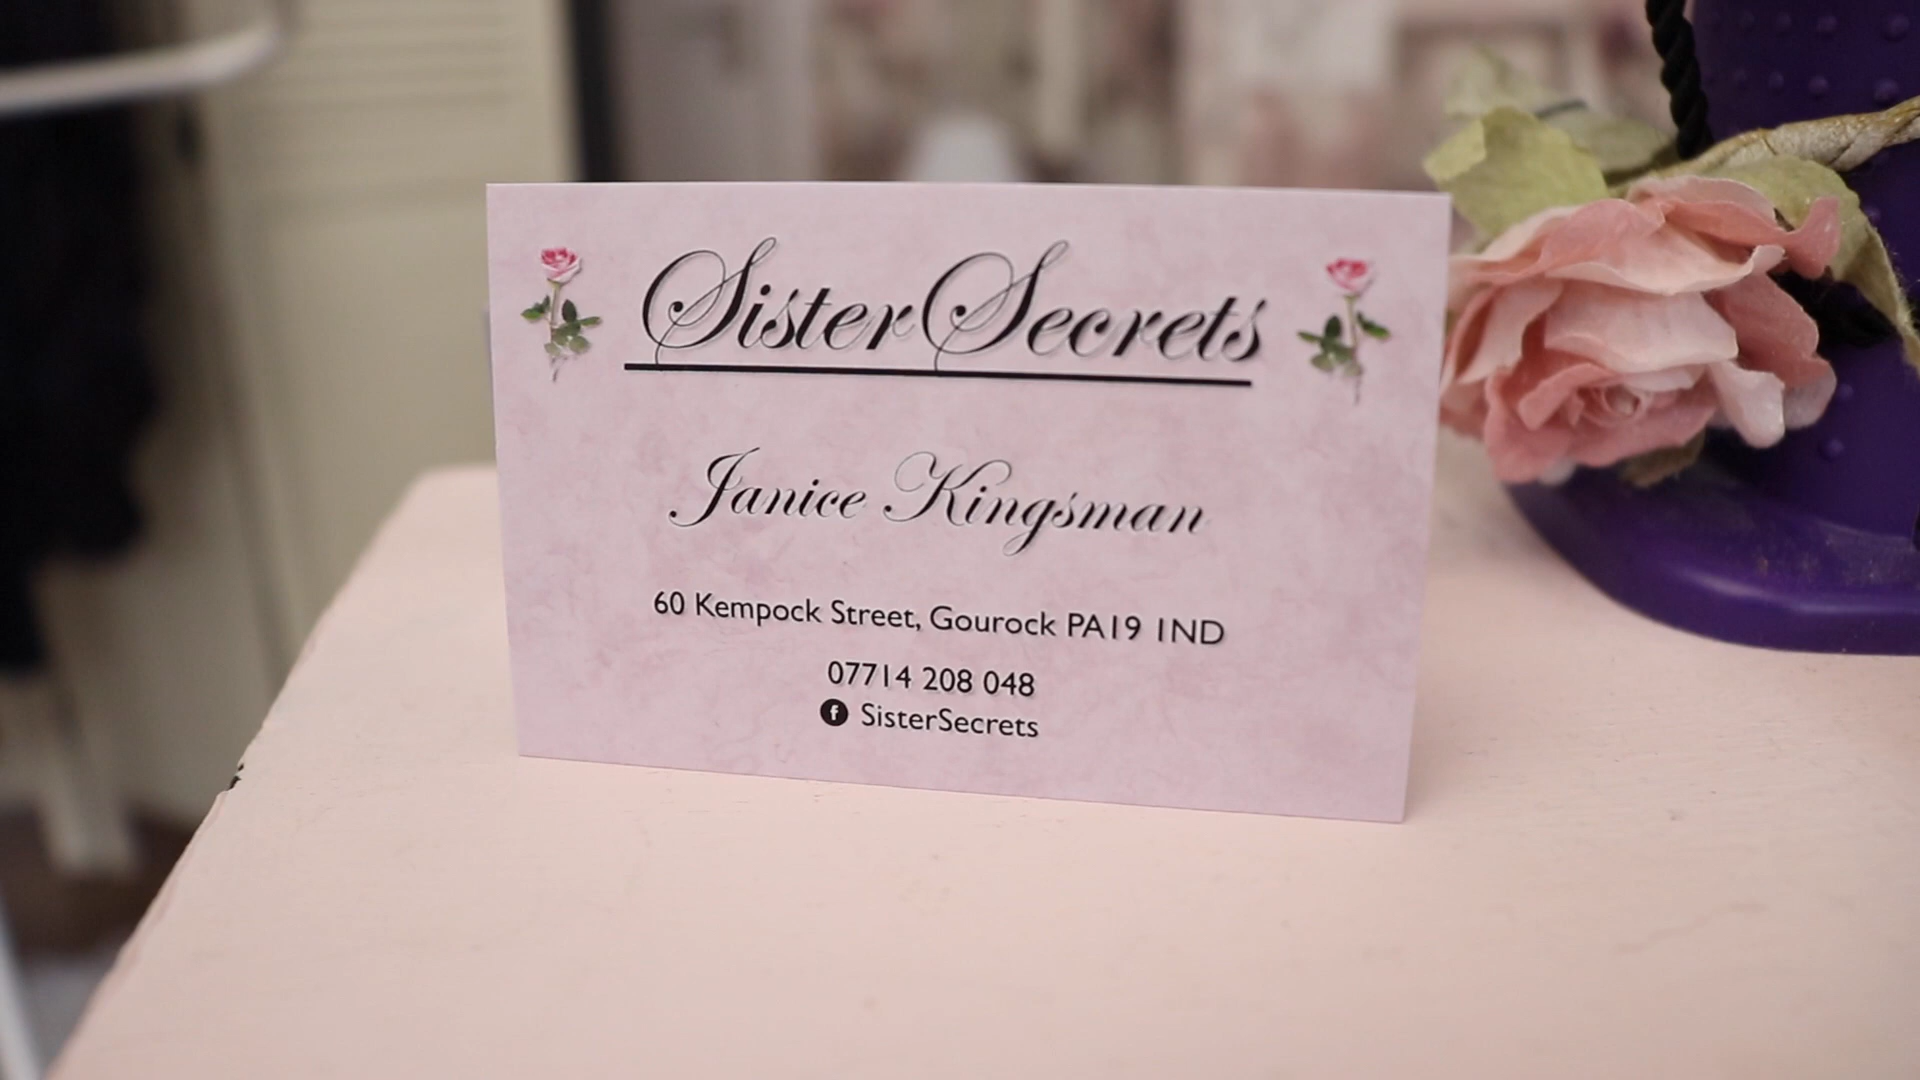 SisterSecrets
Janice Kingsman
60 Kempock Street, Gourock PA19 1ND
07714 208 048
SisterSecrets